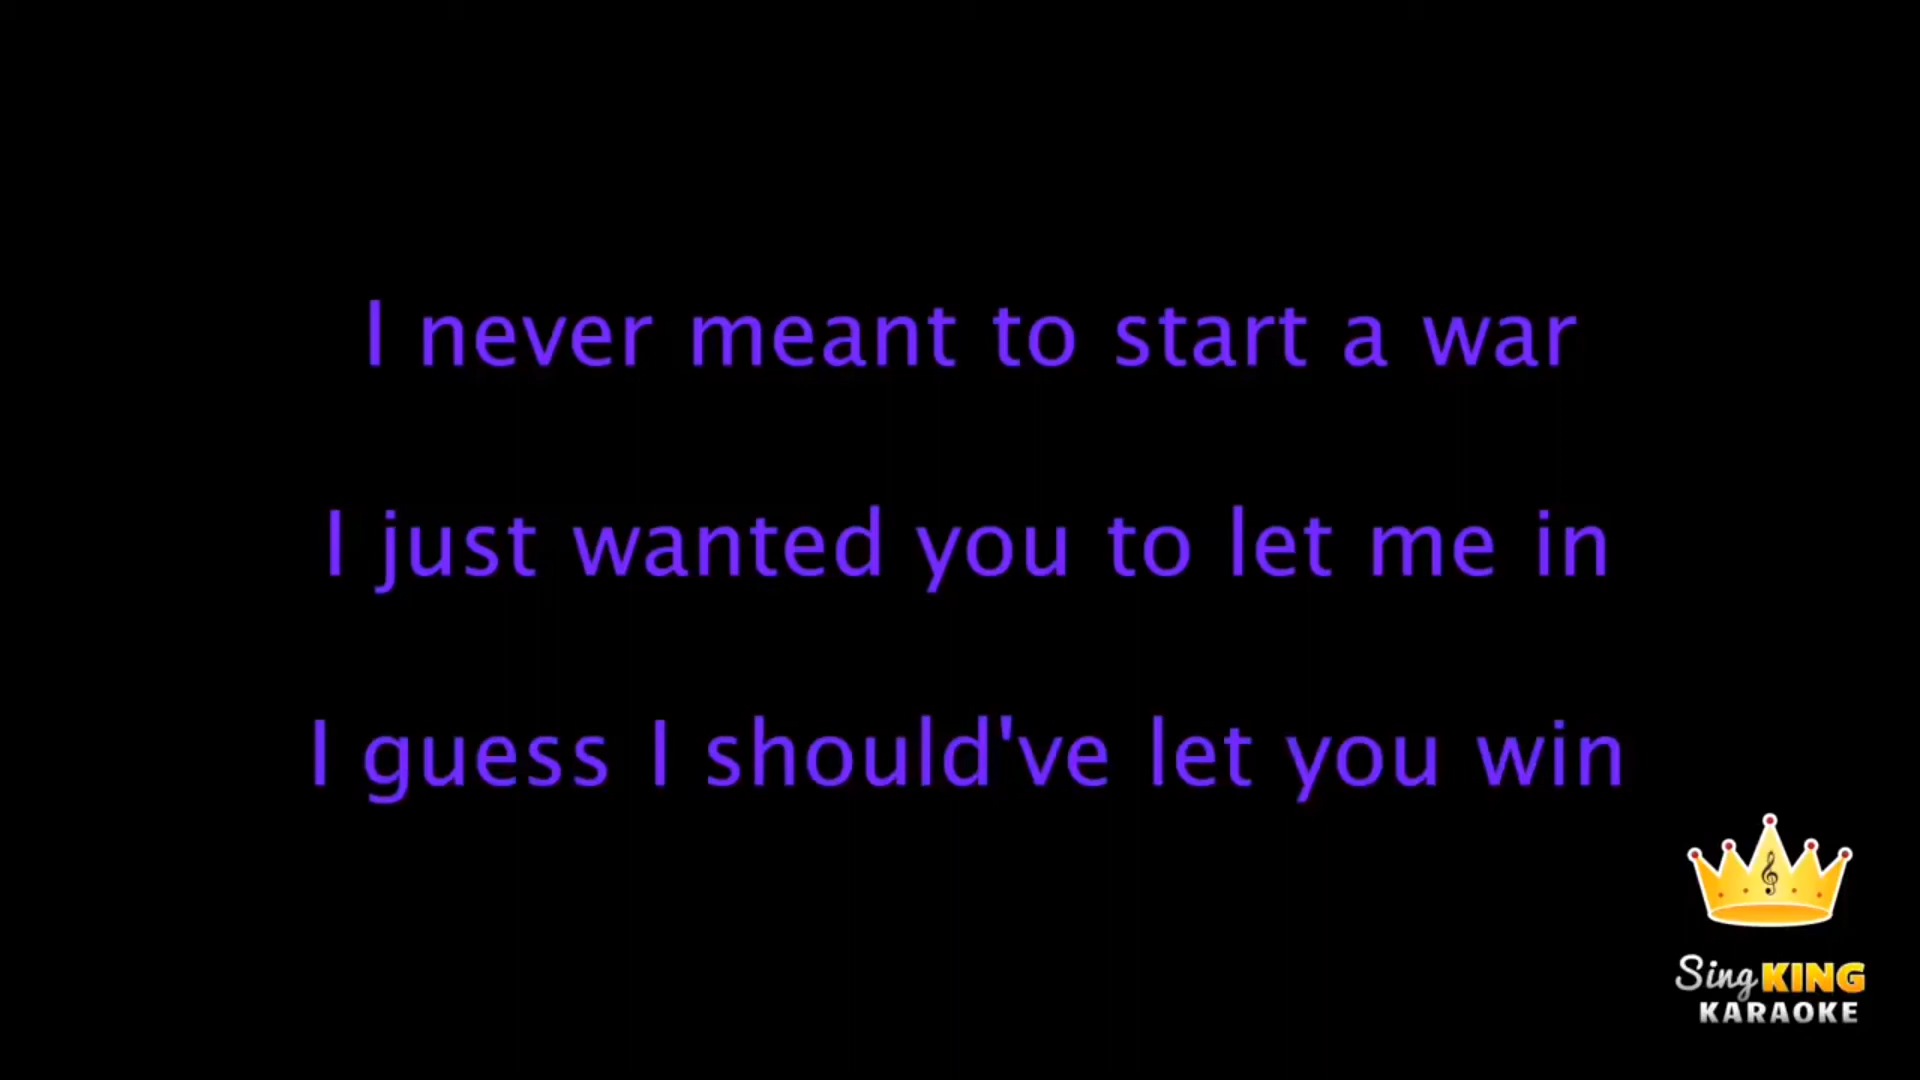 I never meant to start a war
I just wanted you to let me in
I guess I should've let you win
Sing KING
KARAOKE